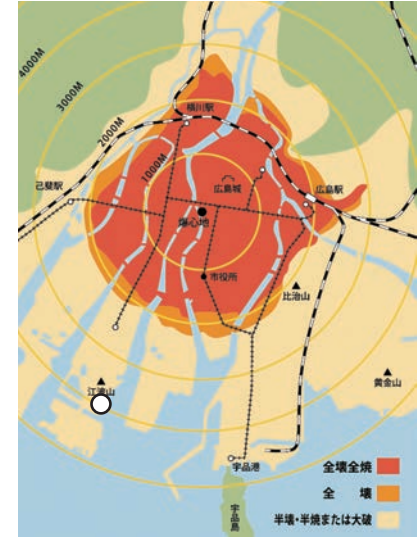 4000M
3000M
2000M
1000M
横川駅
己斐駅
広島城
広島駅
爆心地
市役所
比治山
江波山
黄金山
宇品港
宇品島
全壊全焼
全　壊
半壊・半焼または大破